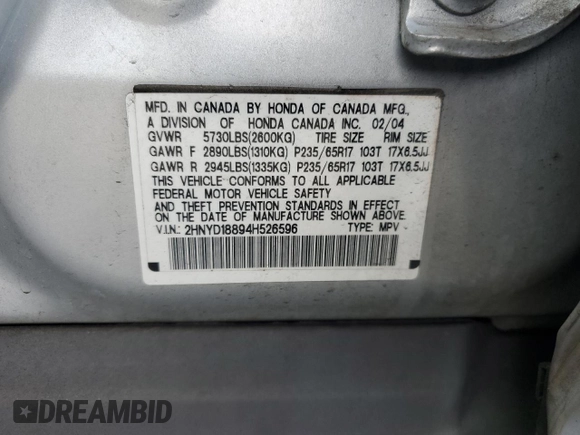 MFD. IN CANADA BY HONDA OF CANADA MFG.,
A DIVISION OF HONDA CANADA INC. 02/04
GVWR 5730LBS(2600KG) TIRE SIZE RIM SIZE
GAWR F 2890LBS(1310KG) P235/65R17 103T 17X6.5JJ
GAWR R 2945LBS(1335KG) P235/65R17 103T 17X6.5JJ
THIS VEHICLE CONFORMS TO ALL APPLICABLE
FEDERAL MOTOR VEHICLE SAFETY
AND THEFT PREVENTION STANDARDS IN EFFECT
ON THE DATE OF MANUFACTURE SHOWN ABOVE.
V.I.N.: 2HNYD18894H526596 TYPE: MPV
DREAMBID